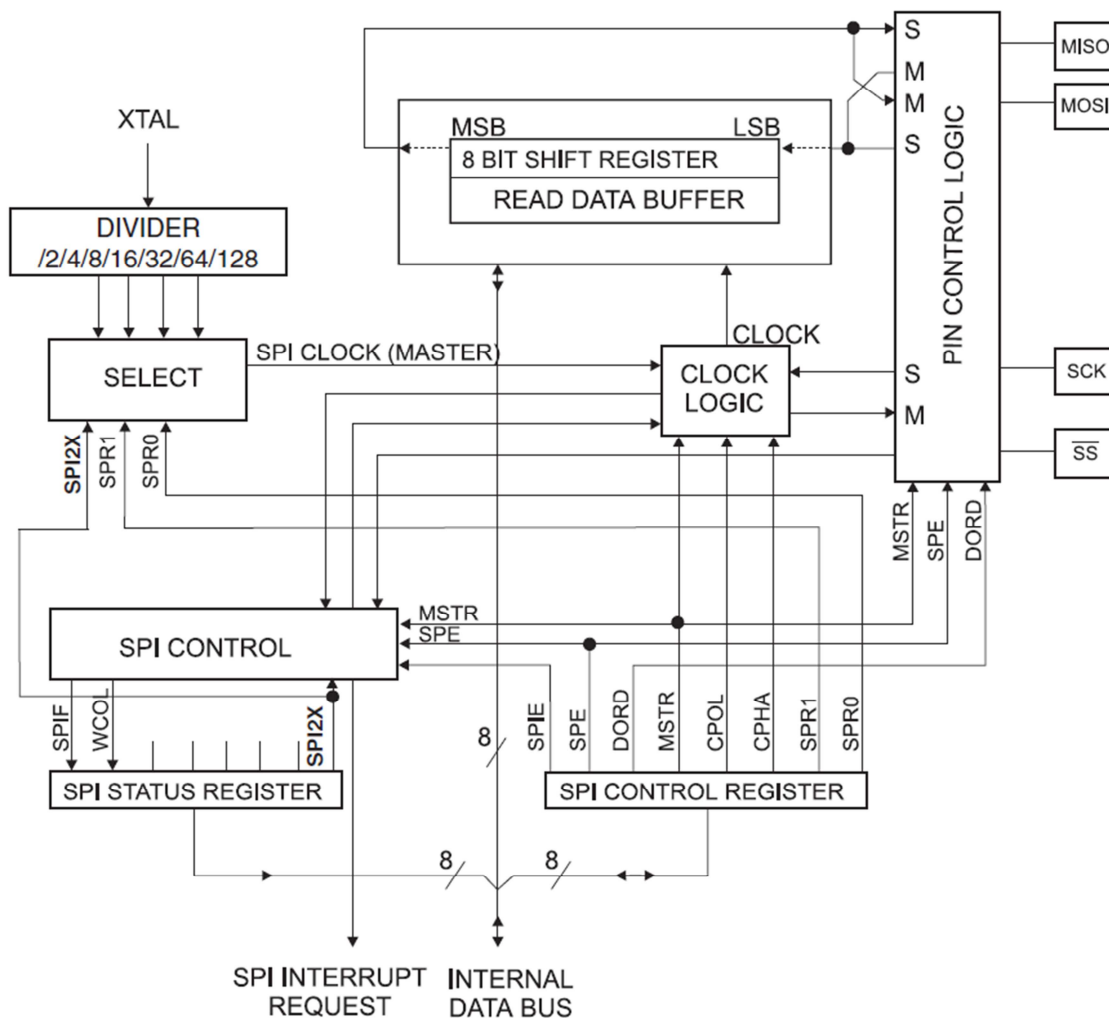 S
MISO
M
XTAL
MSB
LSB
M
MOSI
8 BIT SHIFT REGISTER
S
READ DATA BUFFER
PIN CONTROL LOGIC
DIVIDER
/2/4/8/16/32/64/128
CLOCK
SPI CLOCK (MASTER)
SELECT
CLOCK
LOGIC
S
SCK
M
SPI2X
SPR1
SPR0
SS
MSTR
SPE
DORD
MSTR
SPE
SPI CONTROL
SPIF
WCOL
SPI2X
8
SPIE
SPE
DORD
MSTR
CPOL
CPHA
SPR1
SPR0
SPI STATUS REGISTER
SPI CONTROL REGISTER
8
8
SPI INTERRUPT
REQUEST
INTERNAL
DATA BUS